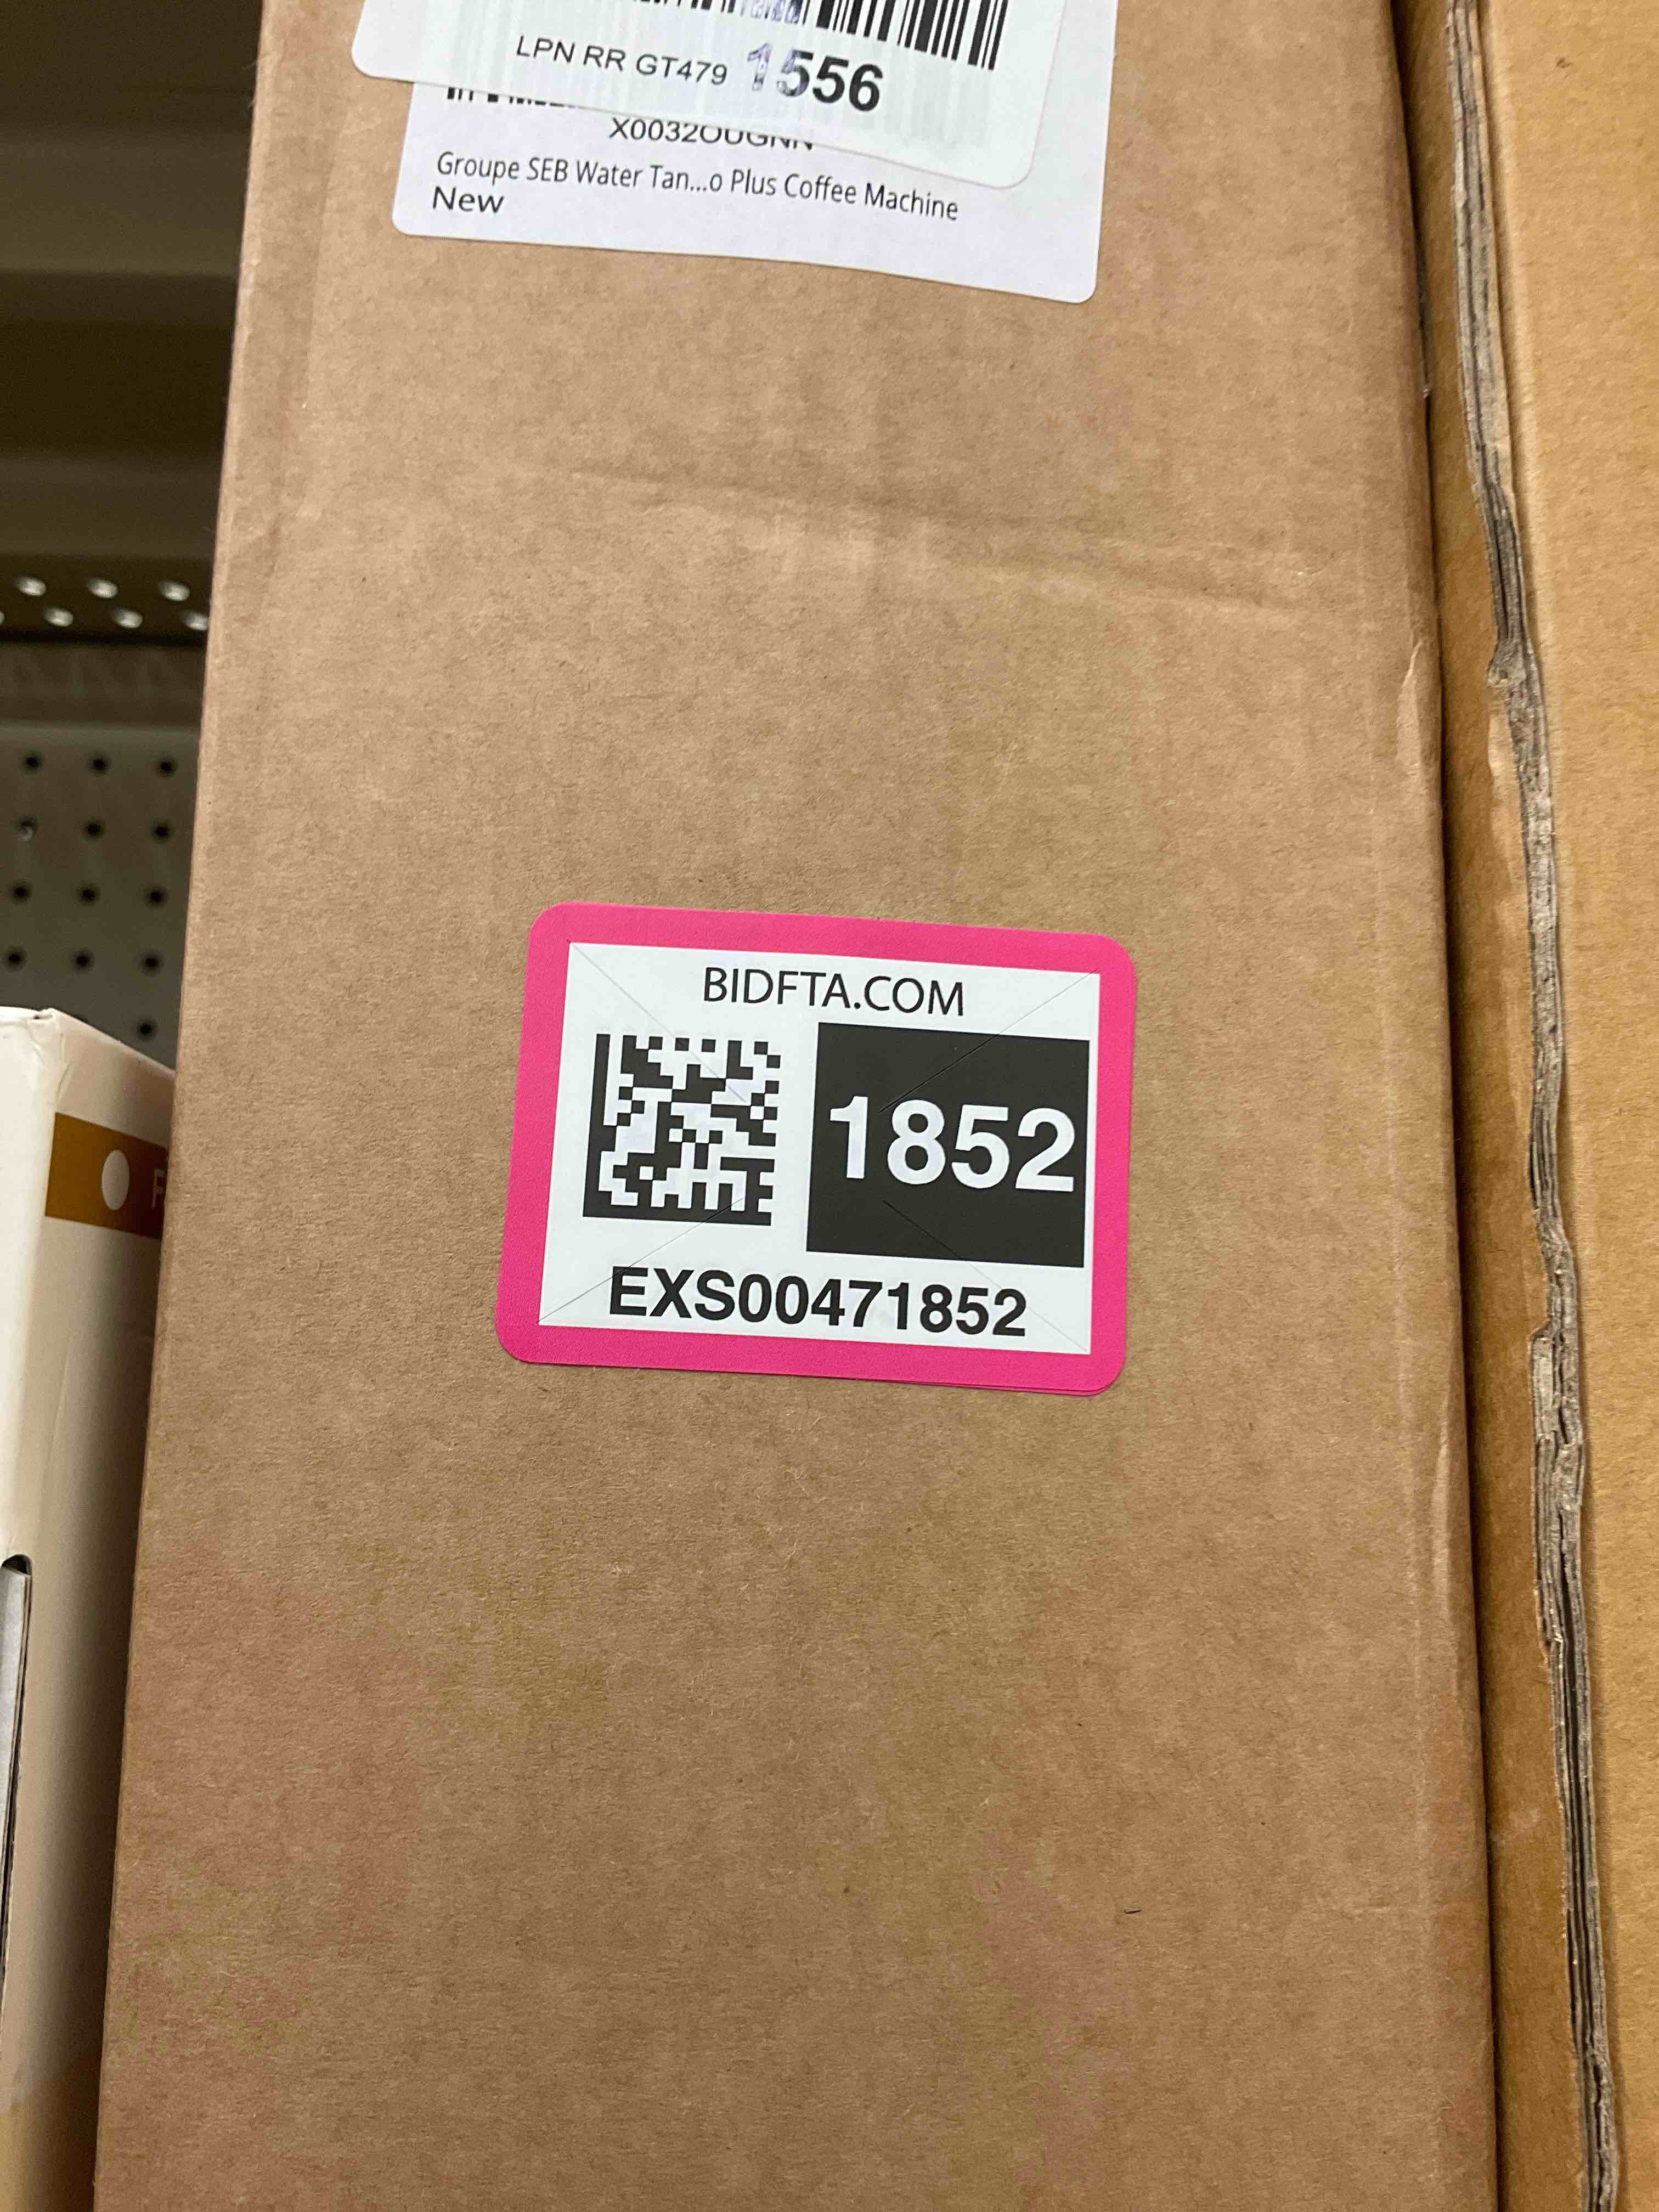 LPN RR GT479 1556
X0032OUGNN
Groupe SEB Water Tan...o Plus Coffee Machine
New
BIDFTA.COM
1852
EXS00471852
F